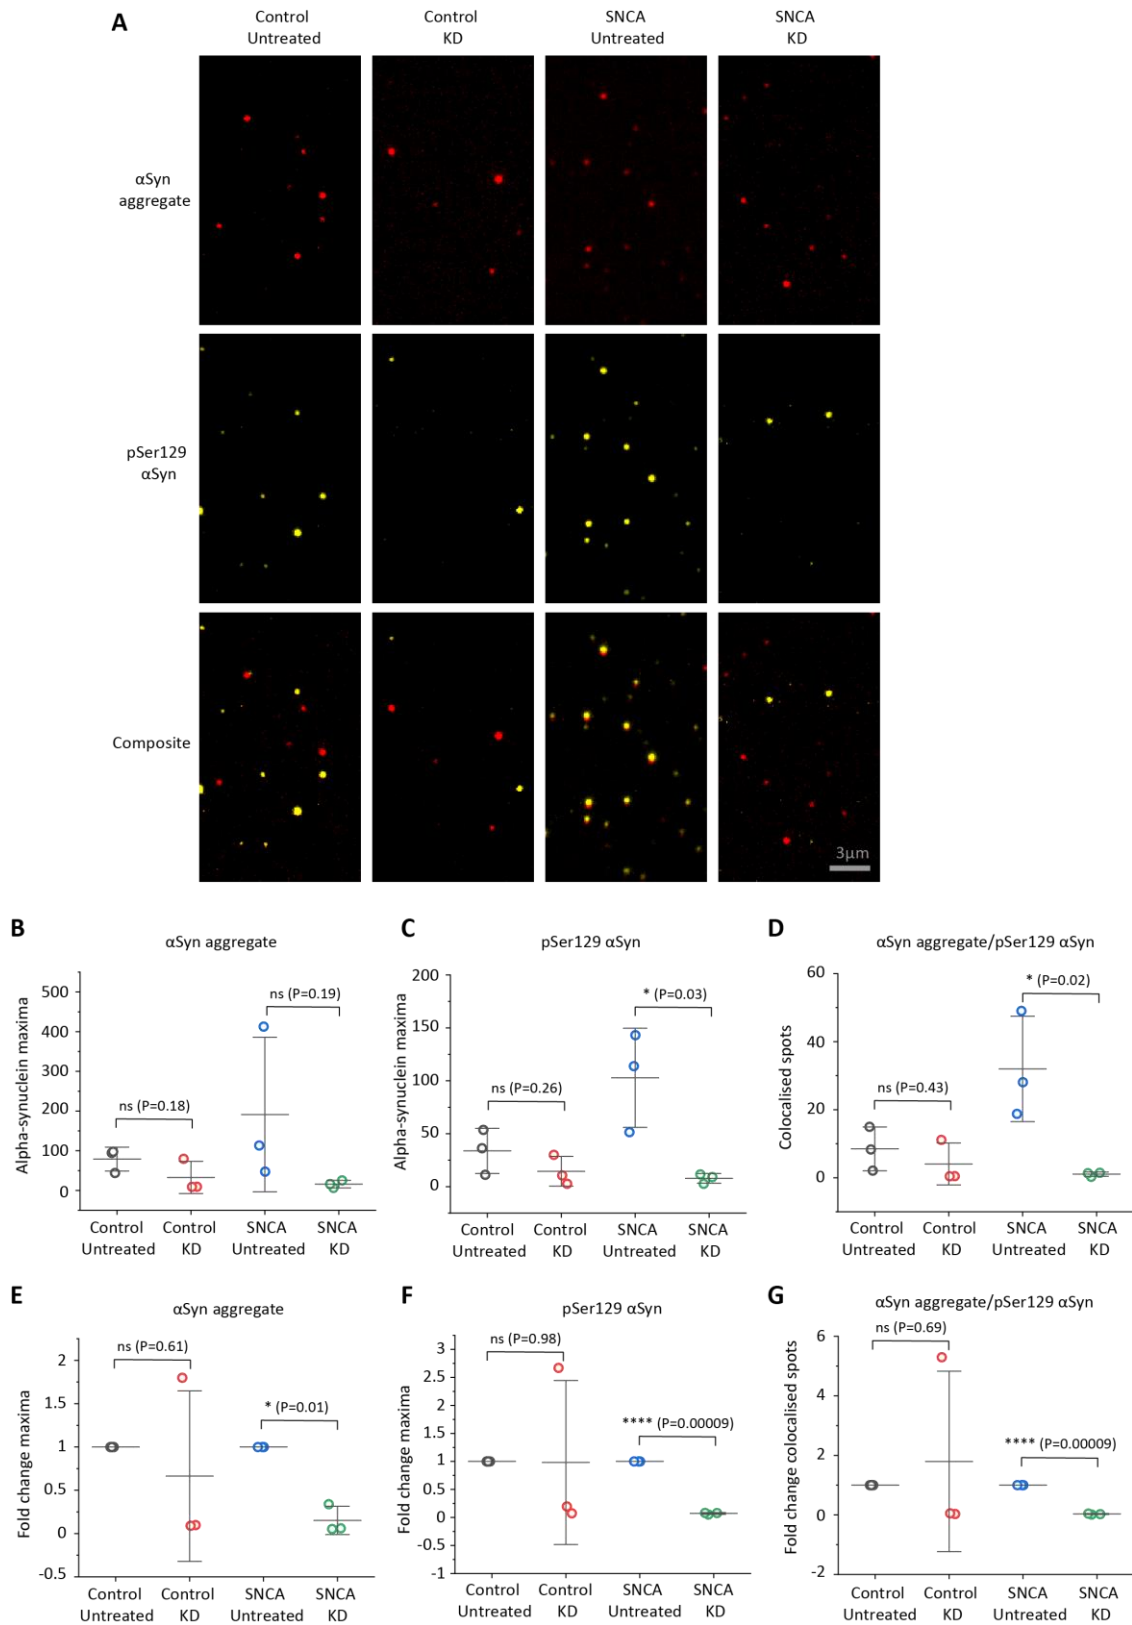 A
Control
Untreated
Control
KD
SNCA
Untreated
SNCA
KD
αSyn
aggregate
pSer129
αSyn
Composite
3μm
B
αSyn aggregate
Alpha-synuclein maxima
500
400
300
200
100
0
ns (P=0.18)
ns (P=0.19)
Control
Untreated
Control
KD
SNCA
Untreated
SNCA
KD
C
pSer129 αSyn
Alpha-synuclein maxima
200
150
100
50
0
ns (P=0.26)
* (P=0.03)
Control
Untreated
Control
KD
SNCA
Untreated
SNCA
KD
D
αSyn aggregate/pSer129 αSyn
Colocalised spots
60
40
20
0
ns (P=0.43)
* (P=0.02)
Control
Untreated
Control
KD
SNCA
Untreated
SNCA
KD
E
αSyn aggregate
Fold change maxima
2
1.5
1
0.5
0
-0.5
ns (P=0.61)
* (P=0.01)
Control
Untreated
Control
KD
SNCA
Untreated
SNCA
KD
F
pSer129 αSyn
Fold change maxima
3
2.5
2
1.5
1
0.5
0
-0.5
-1
ns (P=0.98)
**** (P=0.00009)
Control
Untreated
Control
KD
SNCA
Untreated
SNCA
KD
G
αSyn aggregate/pSer129 αSyn
Fold change colocalised spots
6
4
2
0
-2
ns (P=0.69)
**** (P=0.00009)
Control
Untreated
Control
KD
SNCA
Untreated
SNCA
KD